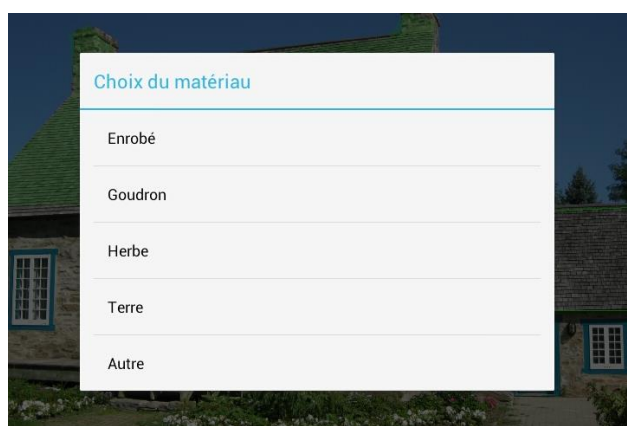 Choix du matériau
Enrobé
Goudron
Herbe
Terre
Autre